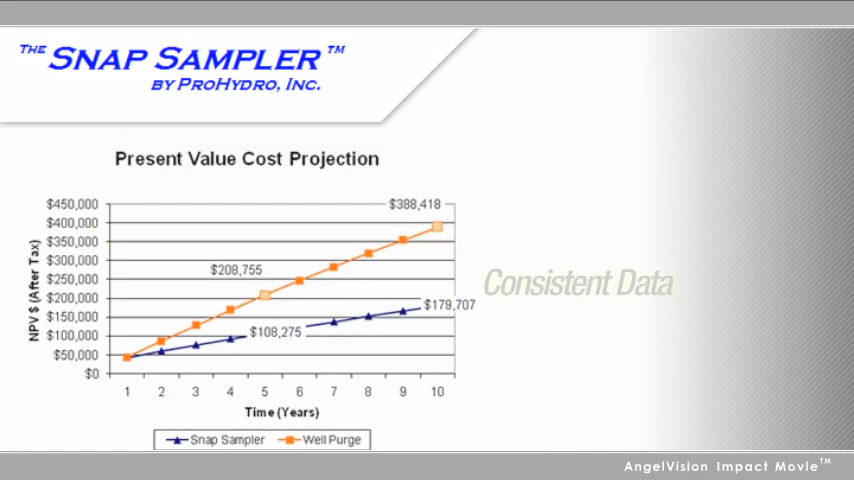 THE SNAP SAMPLER™
BY PROHYDRO, INC.
Present Value Cost Projection
$450,000
$400,000
$350,000
$300,000
$250,000
$200,000
$150,000
$100,000
$50,000
$0
NPV $ (After Tax)
$388,418
$208,755
$179,707
$108,275
1 2 3 4 5 6 7 8 9 10
Time (Years)
Snap Sampler Well Purge
Consistent Data
AngelVision Impact Movie™